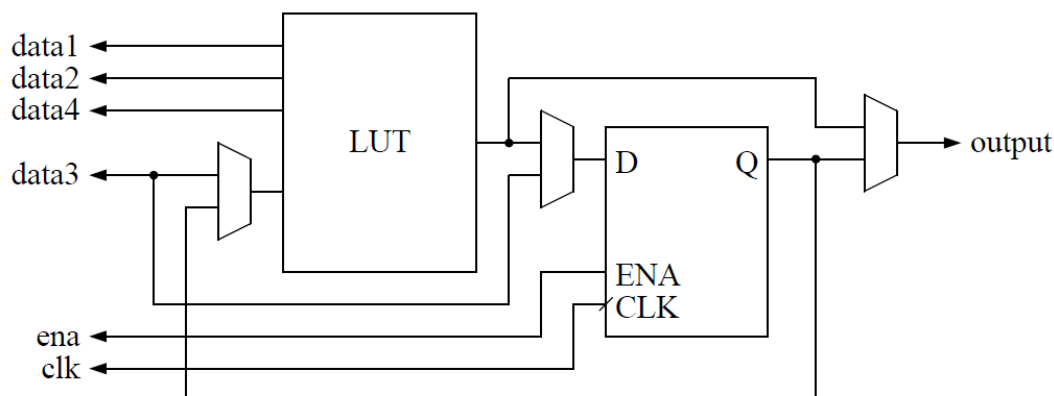 data1
data2
data4
LUT
data3
D
Q
output
ENA
CLK
ena
clk